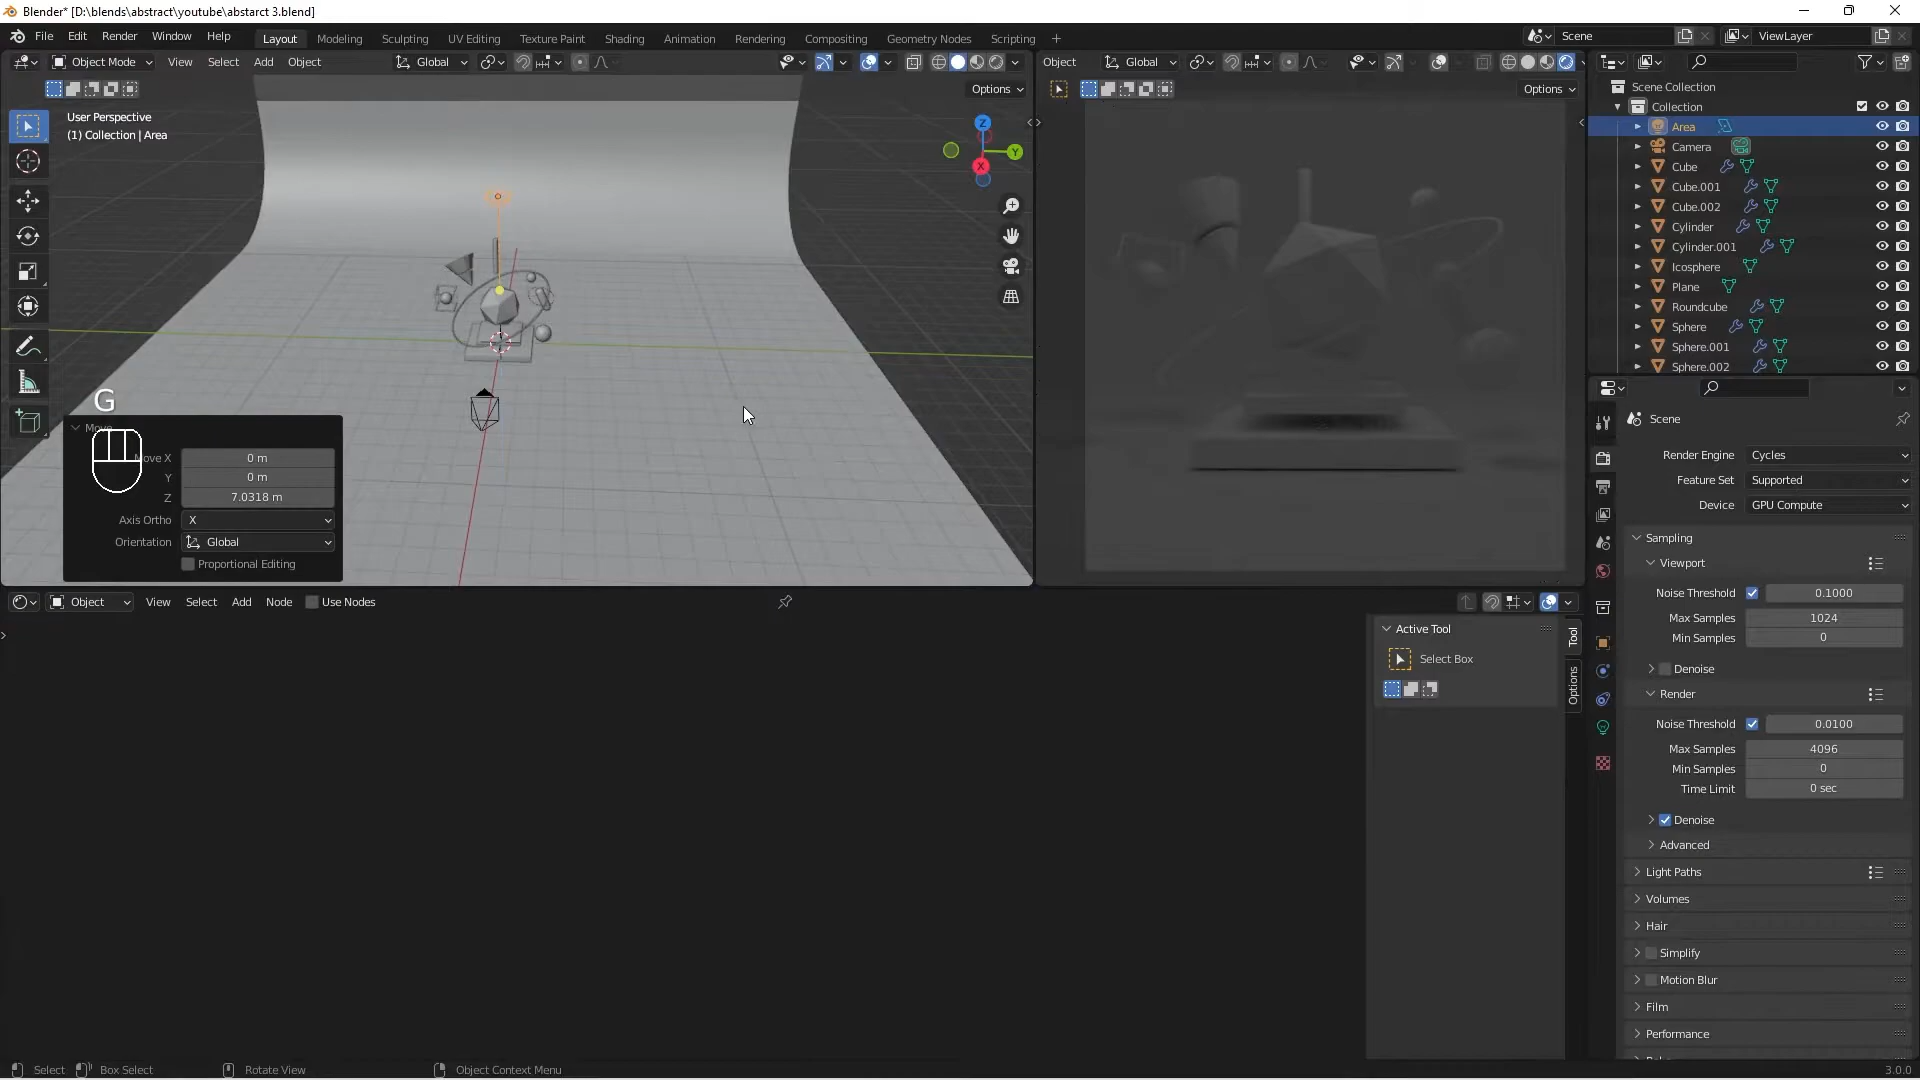 Blender* [D:\blends\abstract\youtube\abstarct 3.blend]
File Edit Render Window Help Layout Modeling Sculpting UV Editing Texture Paint Shading Animation Rendering Compositing Geometry Nodes Scripting Scene ViewLayer
Object Mode View Select Add Object Global
Object Global
Options
Options
User Perspective
(1) Collection | Area
Z
Y
X
G
Move
Move X 0 m
Y 0 m
Z 7.0318 m
Axis Ortho X
Orientation Global
Proportional Editing
Object View Select Add Node Use Nodes
Active Tool
Select Box
Tool
Options
Scene Collection
Collection
Area
Camera
Cube
Cube.001
Cube.002
Cylinder
Cylinder.001
Icosphere
Plane
Roundcube
Sphere
Sphere.001
Sphere.002
Scene
Render Engine Cycles
Feature Set Supported
Device GPU Compute
Sampling
Viewport
Noise Threshold 0.1000
Max Samples 1024
Min Samples 0
Denoise
Render
Noise Threshold 0.0100
Max Samples 4096
Min Samples 0
Time Limit 0 sec
Denoise
Advanced
Light Paths
Volumes
Hair
Simplify
Motion Blur
Film
Performance
Select Box Select Rotate View Object Context Menu 3.0.0